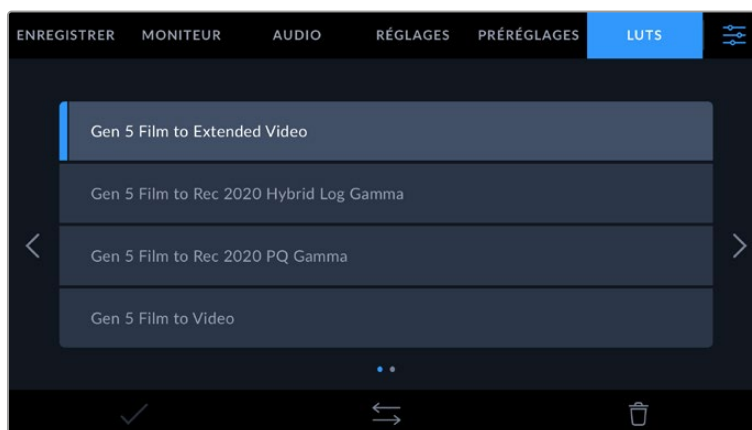 ENREGISTRER MONITEUR AUDIO RÉGLAGES PRÉRÉGLAGES LUTS
Gen 5 Film to Extended Video
Gen 5 Film to Rec 2020 Hybrid Log Gamma
Gen 5 Film to Rec 2020 PQ Gamma
Gen 5 Film to Video